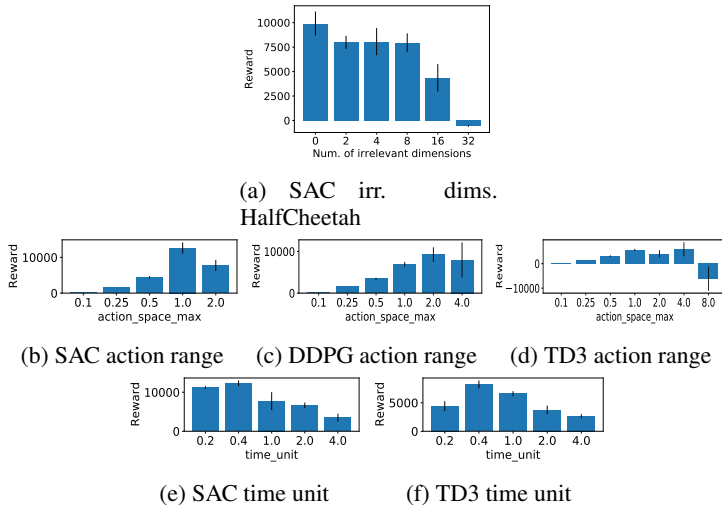 10000
7500
5000
2500
0
Reward
0 2 4 8 16 32
Num. of irrelevant dimensions
(a) SAC irr. dims.
HalfCheetah
10000
0
Reward
0.1 0.25 0.5 1.0 2.0
action_space_max
10000
0
Reward
0.1 0.25 0.5 1.0 2.0 4.0
action_space_max
0
−10000
Reward
0.1 0.25 0.5 1.0 2.0 4.0 8.0
action_space_max
(b) SAC action range (c) DDPG action range (d) TD3 action range
10000
0
Reward
0.2 0.4 1.0 2.0 4.0
time_unit
5000
0
Reward
0.2 0.4 1.0 2.0 4.0
time_unit
(e) SAC time unit (f) TD3 time unit